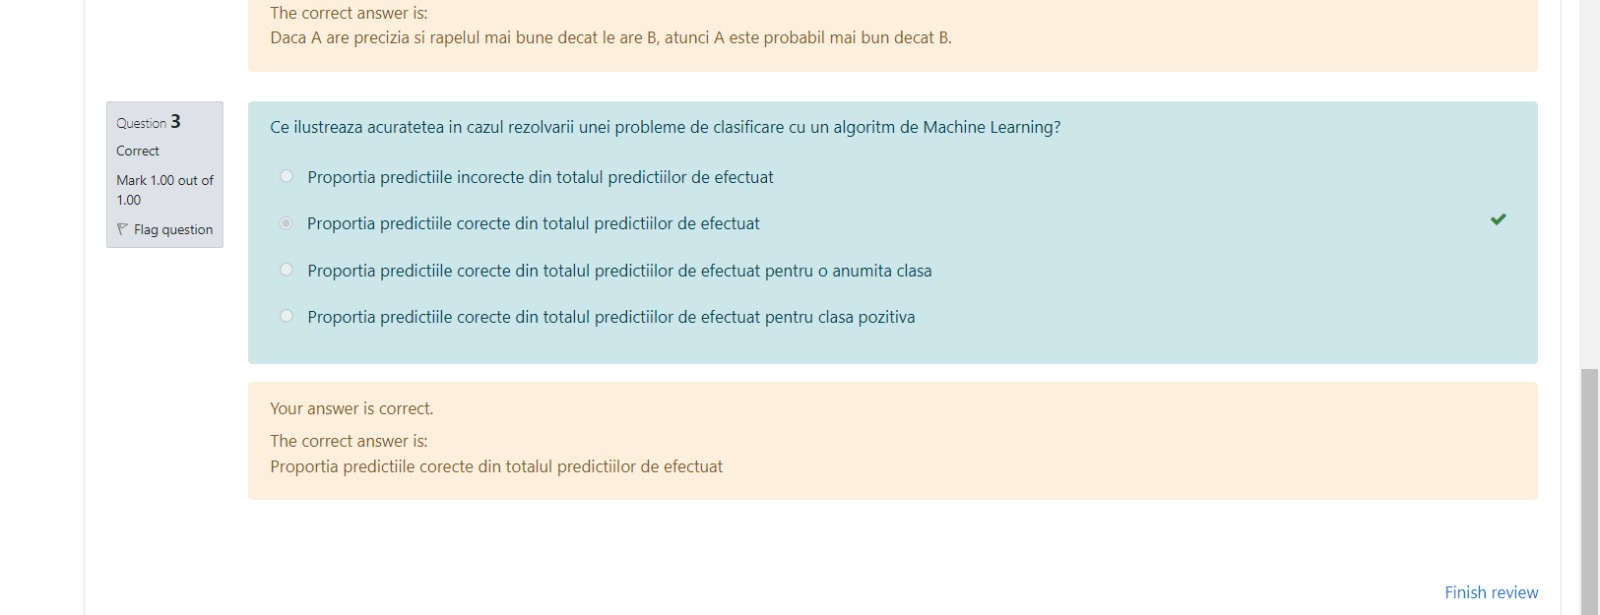 The correct answer is:
Daca A are precizia si rapelul mai bune decat le are B, atunci A este probabil mai bun decat B.
Question 3
Correct
Mark 1.00 out of
1.00
Flag question
Ce ilustreaza acuratetea in cazul rezolvarii unei probleme de clasificare cu un algoritm de Machine Learning?
Proportia predictiile incorecte din totalul predictiilor de efectuat
Proportia predictiile corecte din totalul predictiilor de efectuat
Proportia predictiile corecte din totalul predictiilor de efectuat pentru o anumita clasa
Proportia predictiile corecte din totalul predictiilor de efectuat pentru clasa pozitiva
Your answer is correct.
The correct answer is:
Proportia predictiile corecte din totalul predictiilor de efectuat
Finish review